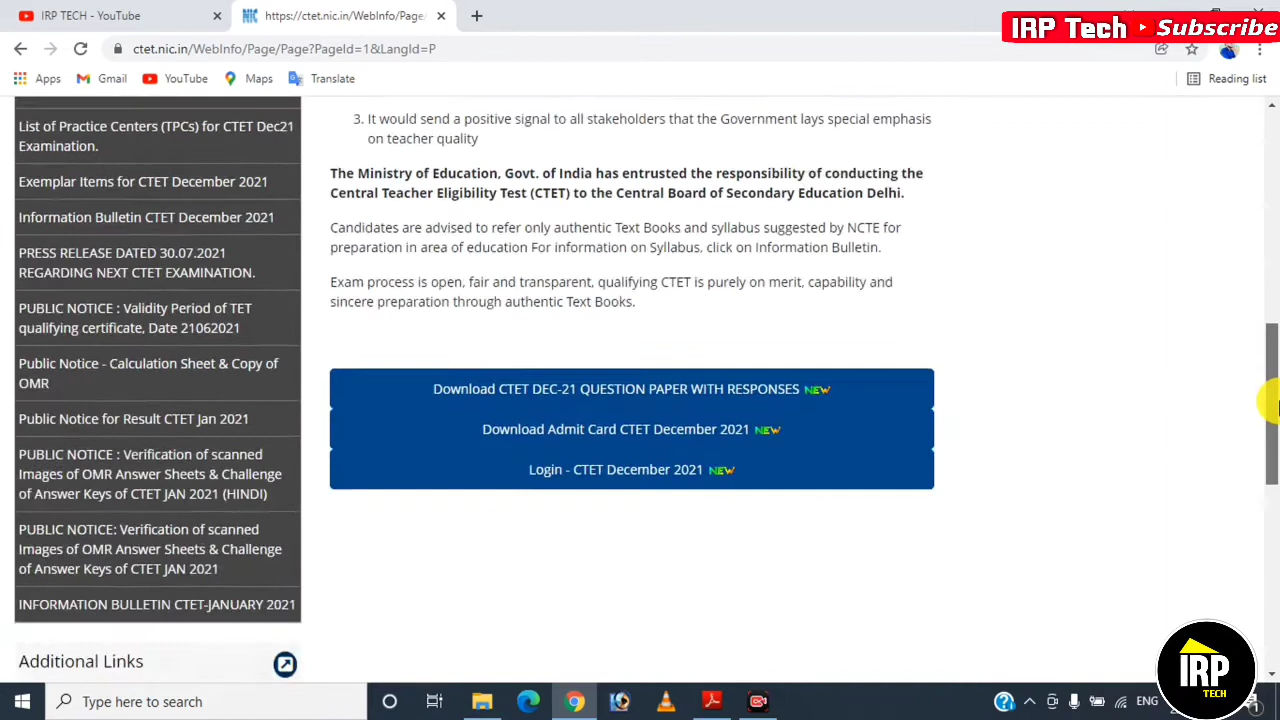 IRP TECH - YouTube
https://ctet.nic.in/WebInfo/Page/
IRP Tech Subscribe
ctet.nic.in/WebInfo/Page/Page?PageId=1&LangId=P
Apps
Gmail
YouTube
Maps
Translate
Reading list
List of Practice Centers (TPCs) for CTET Dec21
Examination.
Exemplar Items for CTET December 2021
Information Bulletin CTET December 2021
PRESS RELEASE DATED 30.07.2021
REGARDING NEXT CTET EXAMINATION.
PUBLIC NOTICE : Validity Period of TET
qualifying certificate, Date 21062021
Public Notice - Calculation Sheet & Copy of
OMR
Public Notice for Result CTET Jan 2021
PUBLIC NOTICE : Verification of scanned
Images of OMR Answer Sheets & Challenge
of Answer Keys of CTET JAN 2021 (HINDI)
PUBLIC NOTICE: Verification of scanned
Images of OMR Answer Sheets & Challenge
of Answer Keys of CTET JAN 2021
INFORMATION BULLETIN CTET-JANUARY 2021
Additional Links
3. It would send a positive signal to all stakeholders that the Government lays special emphasis
on teacher quality
The Ministry of Education, Govt. of India has entrusted the responsibility of conducting the
Central Teacher Eligibility Test (CTET) to the Central Board of Secondary Education Delhi.
Candidates are advised to refer only authentic Text Books and syllabus suggested by NCTE for
preparation in area of education For information on Syllabus, click on Information Bulletin.
Exam process is open, fair and transparent, qualifying CTET is purely on merit, capability and
sincere preparation through authentic Text Books.
Download CTET DEC-21 QUESTION PAPER WITH RESPONSES NEW
Download Admit Card CTET December 2021 NEW
Login - CTET December 2021 NEW
IRP
TECH
Type here to search
ENG